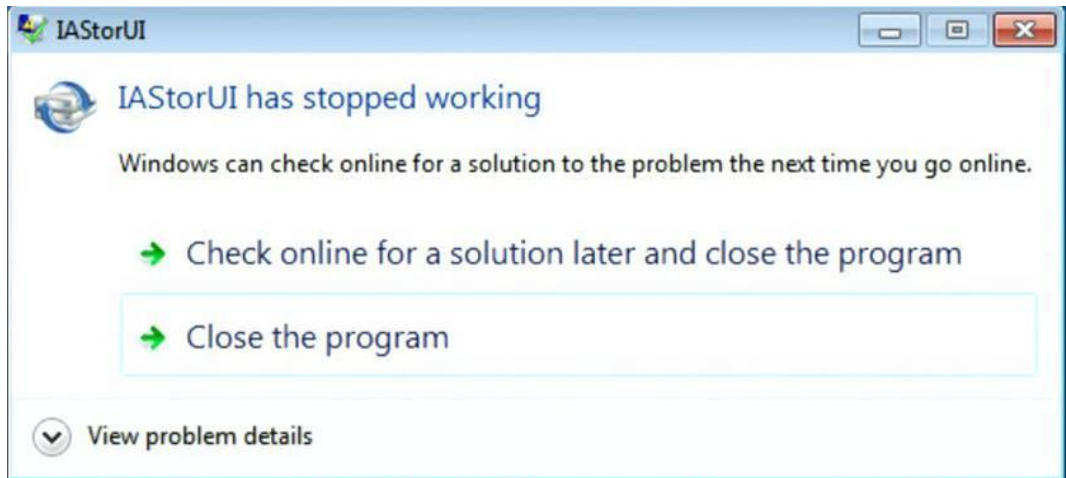 IAStorUI
IAStorUI has stopped working
Windows can check online for a solution to the problem the next time you go online.
Check online for a solution later and close the program
Close the program
View problem details